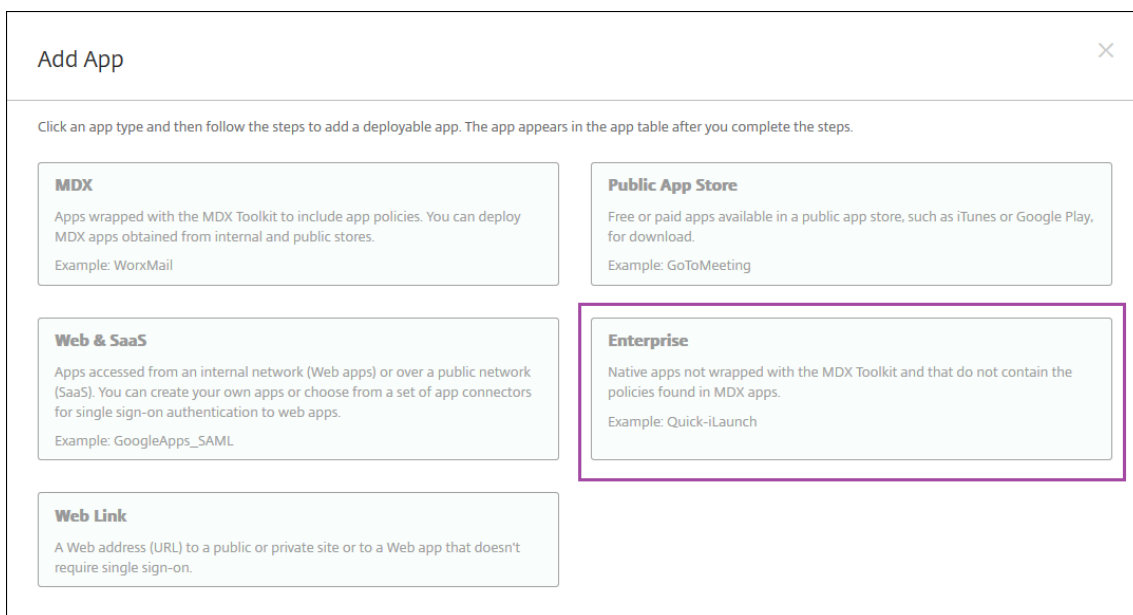 Add App
Click an app type and then follow the steps to add a deployable app. The app appears in the app table after you complete the steps.
MDX
Apps wrapped with the MDX Toolkit to include app policies. You can deploy
MDX apps obtained from internal and public stores.
Example: WorxMail
Public App Store
Free or paid apps available in a public app store, such as iTunes or Google Play,
for download.
Example: GoToMeeting
Web & SaaS
Apps accessed from an internal network (Web apps) or over a public network
(SaaS). You can create your own apps or choose from a set of app connectors
for single sign-on authentication to web apps.
Example: GoogleApps_SAML
Enterprise
Native apps not wrapped with the MDX Toolkit and that do not contain the
policies found in MDX apps.
Example: Quick-iLaunch
Web Link
A Web address (URL) to a public or private site or to a Web app that doesn't
require single sign-on.